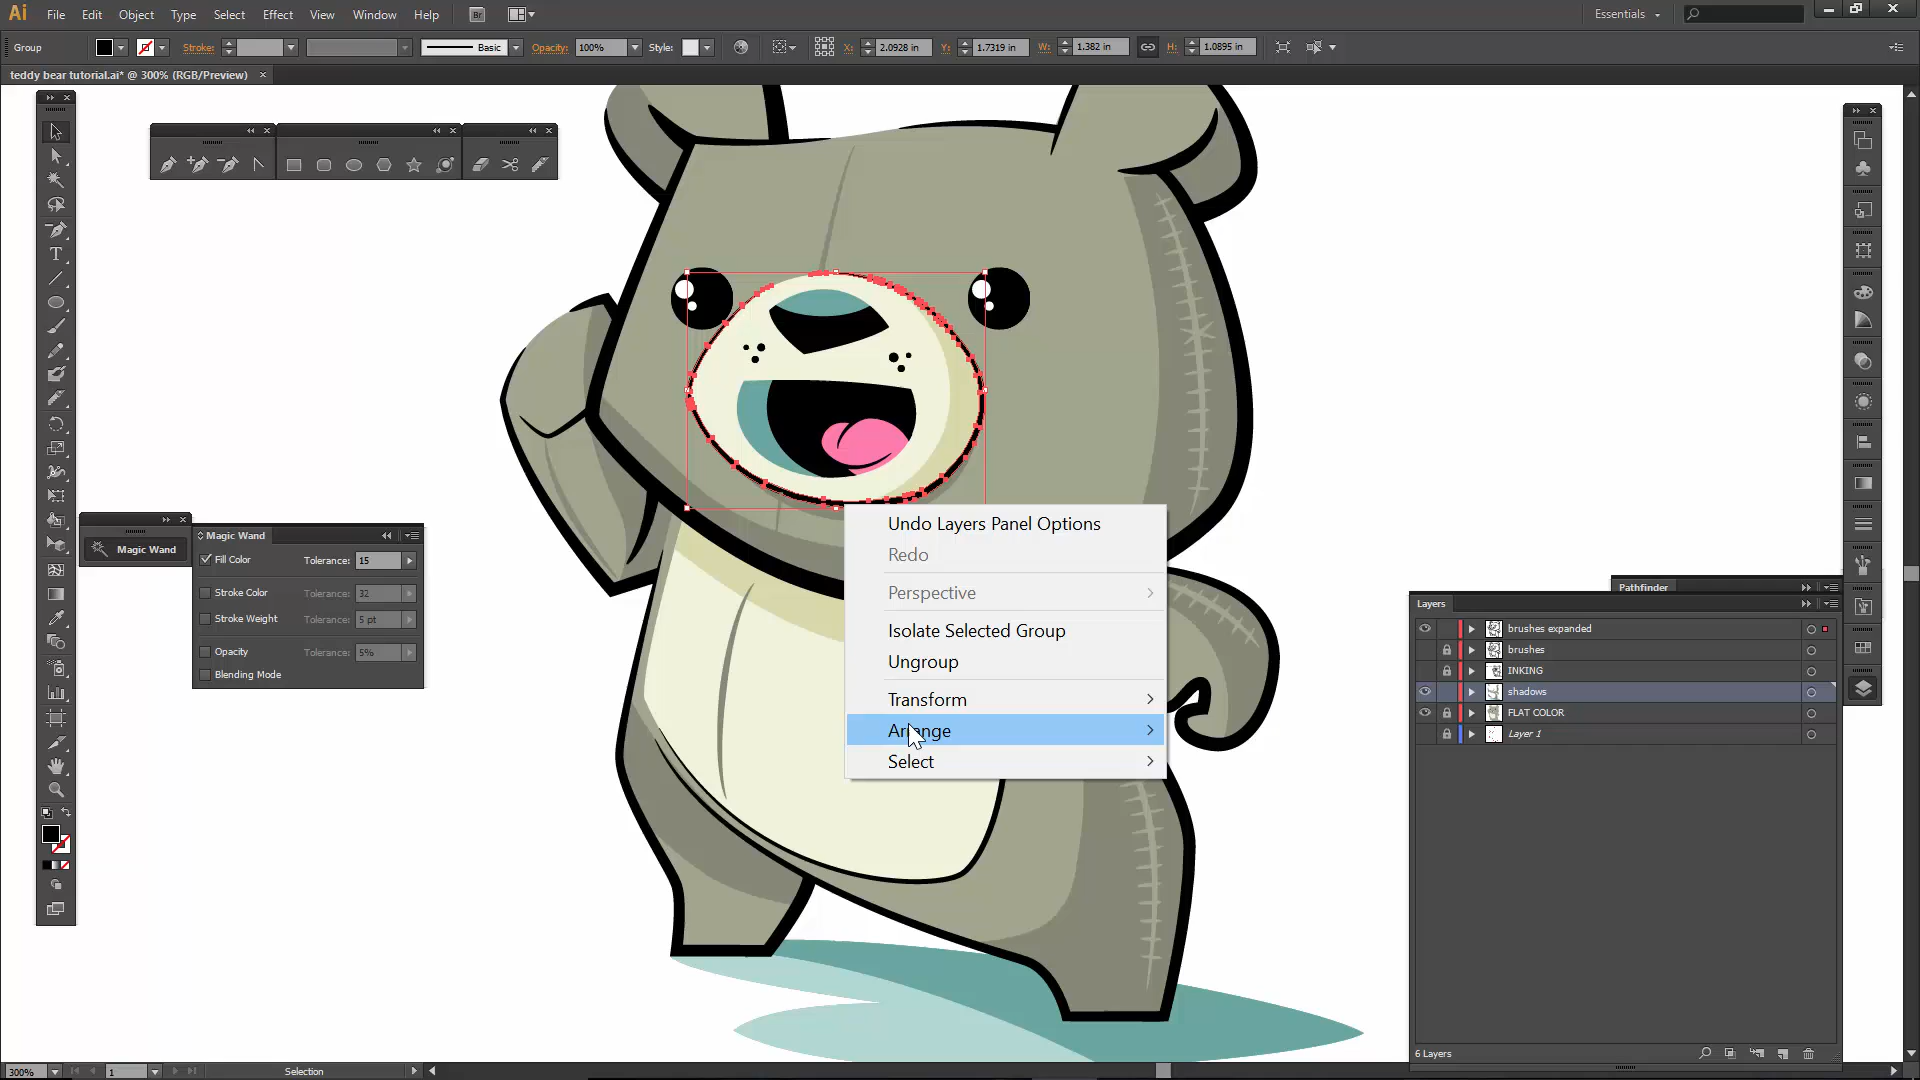 Ai File Edit Object Type Select Effect View Window Help Br Essentials
Group Stroke: Basic Opacity: 100% Style: X: 2.0928 in Y: 1.7319 in W: 1.382 in H: 1.0895 in
teddy bear tutorial.ai* @ 300% (RGB/Preview)
Magic Wand
Magic Wand
Fill Color Tolerance: 15
Stroke Color Tolerance: 32
Stroke Weight Tolerance: 5 pt
Opacity Tolerance: 5%
Blending Mode
Undo Layers Panel Options
Redo
Perspective
Isolate Selected Group
Ungroup
Transform
Arrange
Select
Pathfinder
Layers
brushes expanded
brushes
INKING
shadows
FLAT COLOR
Layer 1
6 Layers
300% 1 Selection